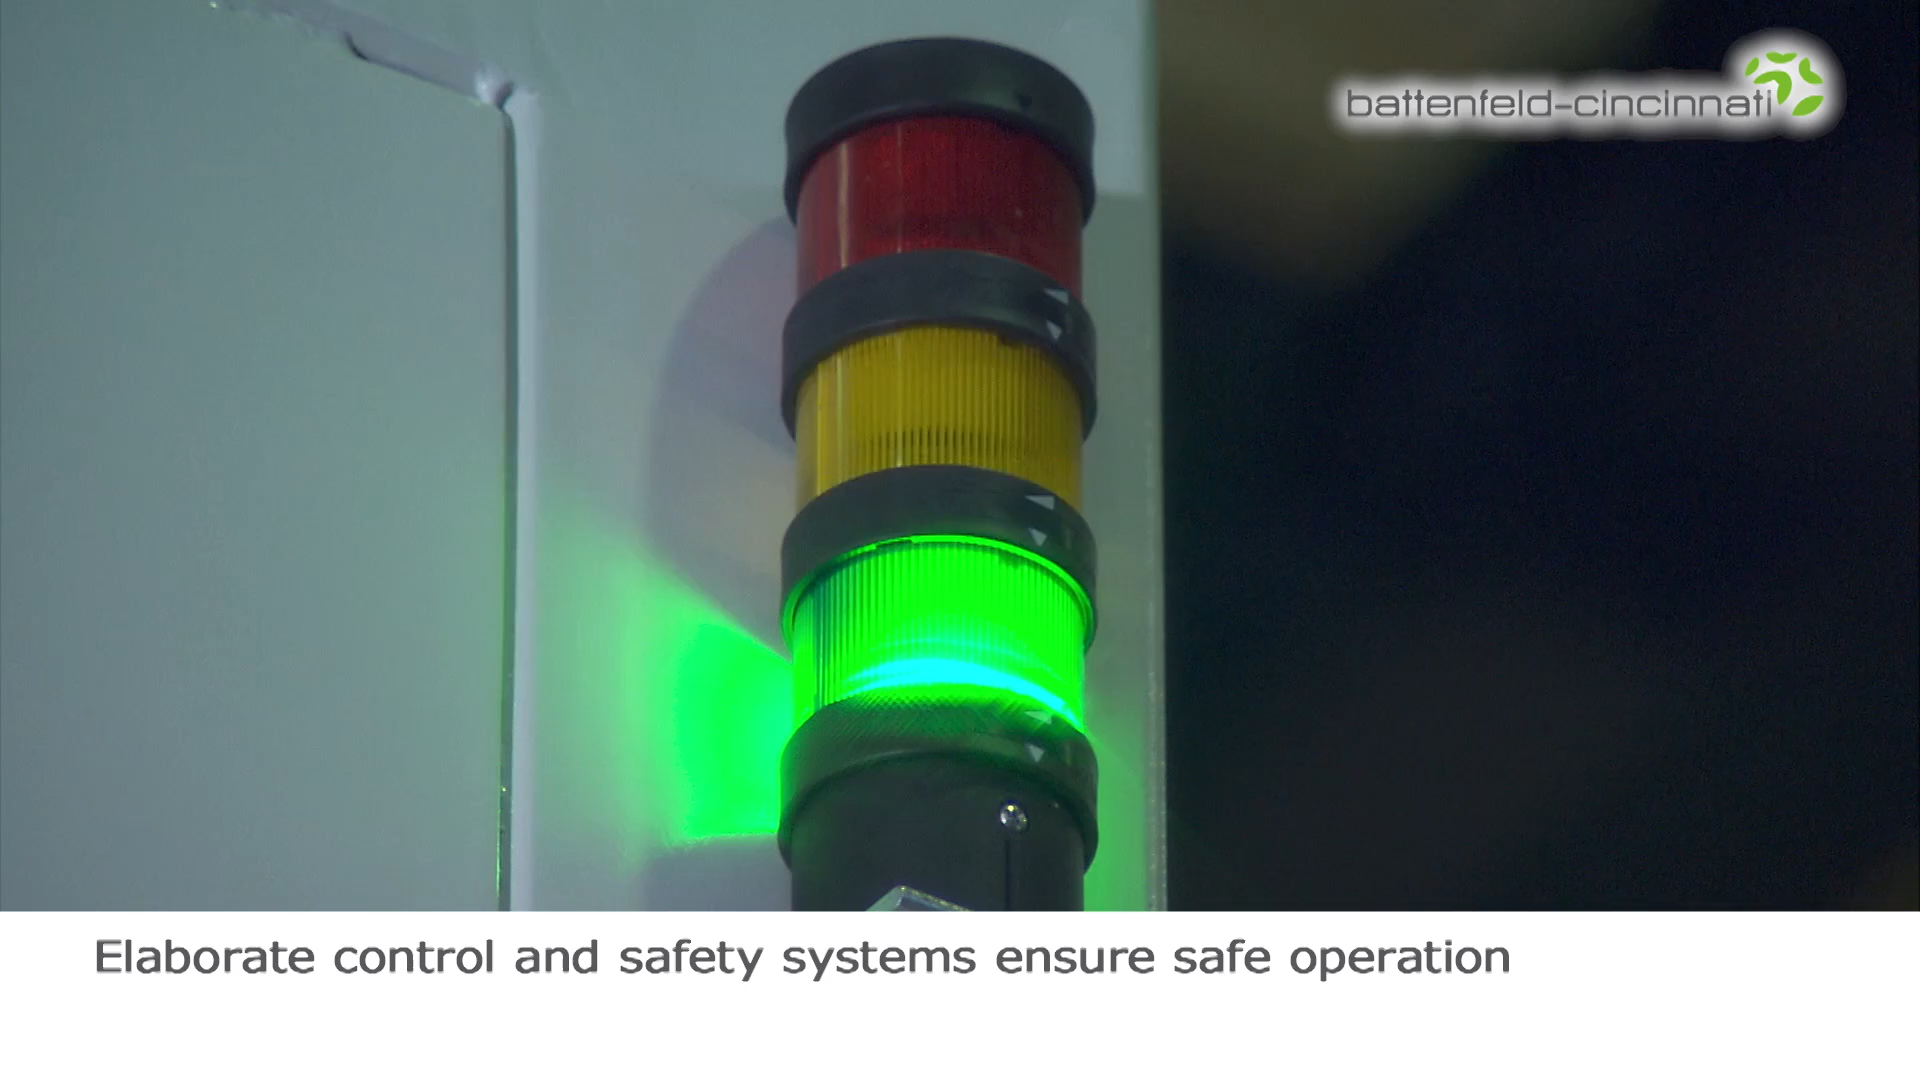 battenfeld-cincinnati
Elaborate control and safety systems ensure safe operation